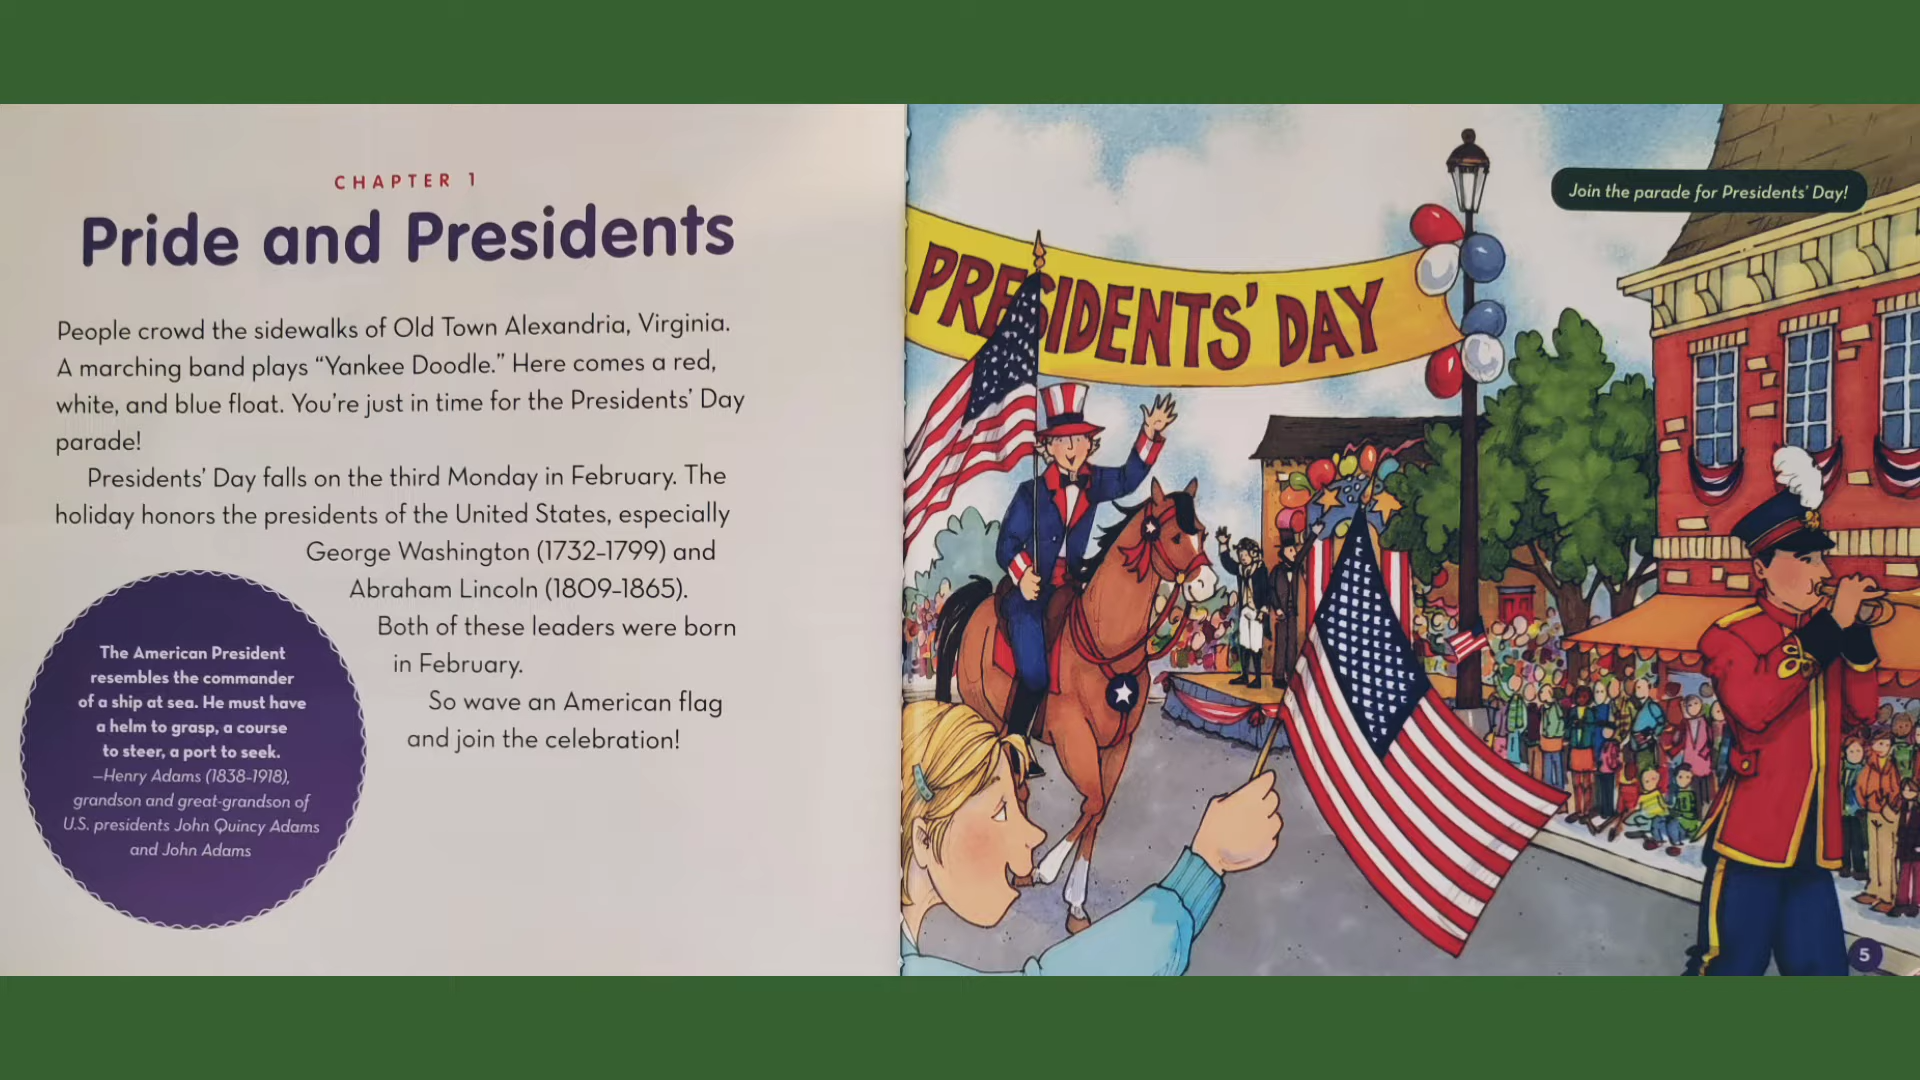 CHAPTER 1
Pride and Presidents
People crowd the sidewalks of Old Town Alexandria, Virginia.
A marching band plays “Yankee Doodle.” Here comes a red,
white, and blue float. You’re just in time for the Presidents’ Day
parade!
Presidents’ Day falls on the third Monday in February. The
holiday honors the presidents of the United States, especially
George Washington (1732–1799) and
Abraham Lincoln (1809–1865).
Both of these leaders were born
in February.
So wave an American flag
and join the celebration!
The American President
resembles the commander
of a ship at sea. He must have
a helm to grasp, a course
to steer, a port to seek.
—Henry Adams (1838–1918),
grandson and great-grandson of
U.S. presidents John Quincy Adams
and John Adams
Join the parade for Presidents’ Day!
PRESIDENTS’ DAY
5